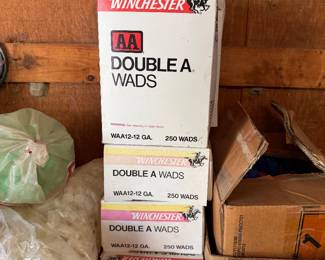 WINCHESTER
AA
DOUBLE A
WADS
WAA12-12 GA. 250 WADS
WINCHESTER
DOUBLE A WADS
WAA12-12 GA. 250 WADS
WINCHESTER
DOUBLE A WADS
WAA12-12 GA. 250 WADS